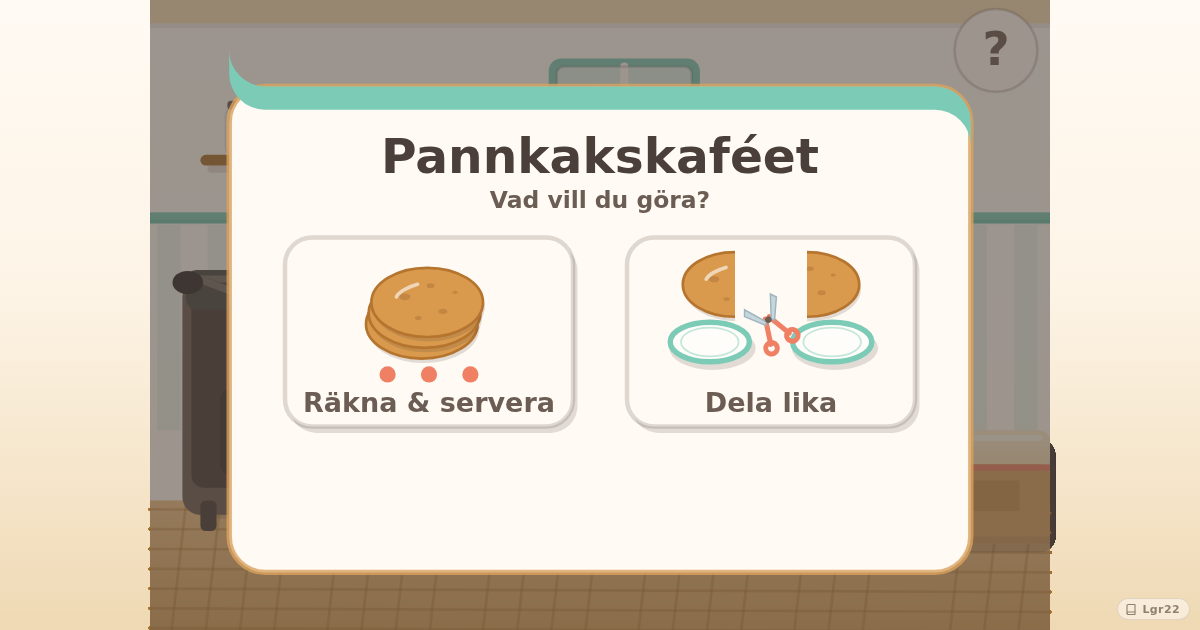 ?
Pannkakskaféet
Vad vill du göra?
Räkna & servera
Dela lika
Lgr22